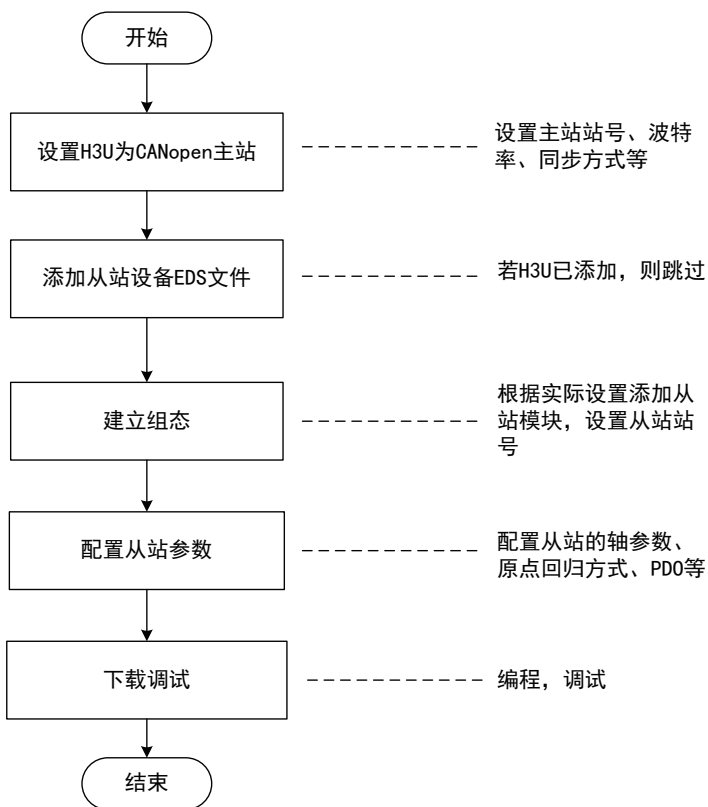 开始
设置H3U为CANopen主站
设置主站站号、波特
率、同步方式等
添加从站设备EDS文件
若H3U已添加，则跳过
建立组态
根据实际设置添加从
站模块，设置从站站
号
配置从站参数
配置从站的轴参数、
原点回归方式、PDO等
下载调试
编程，调试
结束